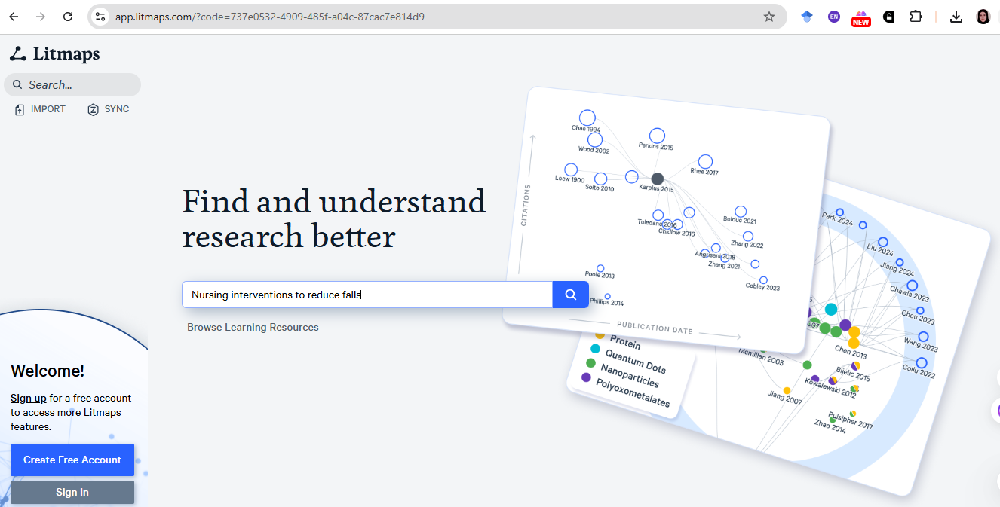 app.litmaps.com/?code=737e0532-4909-485f-a04c-87cac7e814d9
EN
NEW
Litmaps
Search...
IMPORT
SYNC
Find and understand
research better
Nursing interventions to reduce falls
Browse Learning Resources
Welcome!
Sign up for a free account
to access more Litmaps
features.
Create Free Account
Sign In
CITATIONS
Chae 1994
Wood 2002
Perkins 2015
Rhee 2017
Loew 1900
Solto 2010
Karplus 2015
Toledano 2016
Chidlow 2016
Bolduc 2021
Zhang 2022
Angrisani 2018
Zhang 2021
Cobley 2023
Poole 2013
Phillips 2014
PUBLICATION DATE
Protein
Quantum Dots
Nanoparticles
Polyoxometalates
Park 2024
Liu 2024
Jiang 2024
Chawla 2023
Chou 2023
Wang 2023
Collu 2022
Chen 2013
Mcmillan 2005
Bijelic 2015
Kowalewski 2012
Jiang 2007
Pulsipher 2017
Zhao 2014